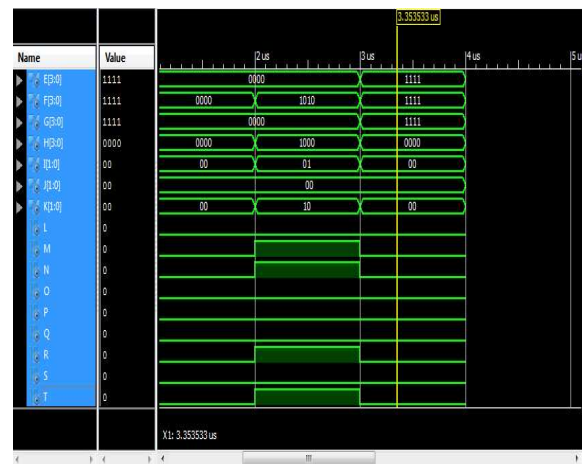 3.353533 us
Name Value 2 us 3 us 4 us 5 u
E[3:0] 1111 0000 1111
F[3:0] 1111 0000 1010 1111
G[3:0] 1111 0000 1111
H[3:0] 0000 0000 1000 0000
I[1:0] 00 00 01 00
J[1:0] 00 00
K[1:0] 00 00 10 00
L 0
M 0
N 0
O 0
P 0
Q 0
R 0
S 0
T 0
X1: 3.353533 us